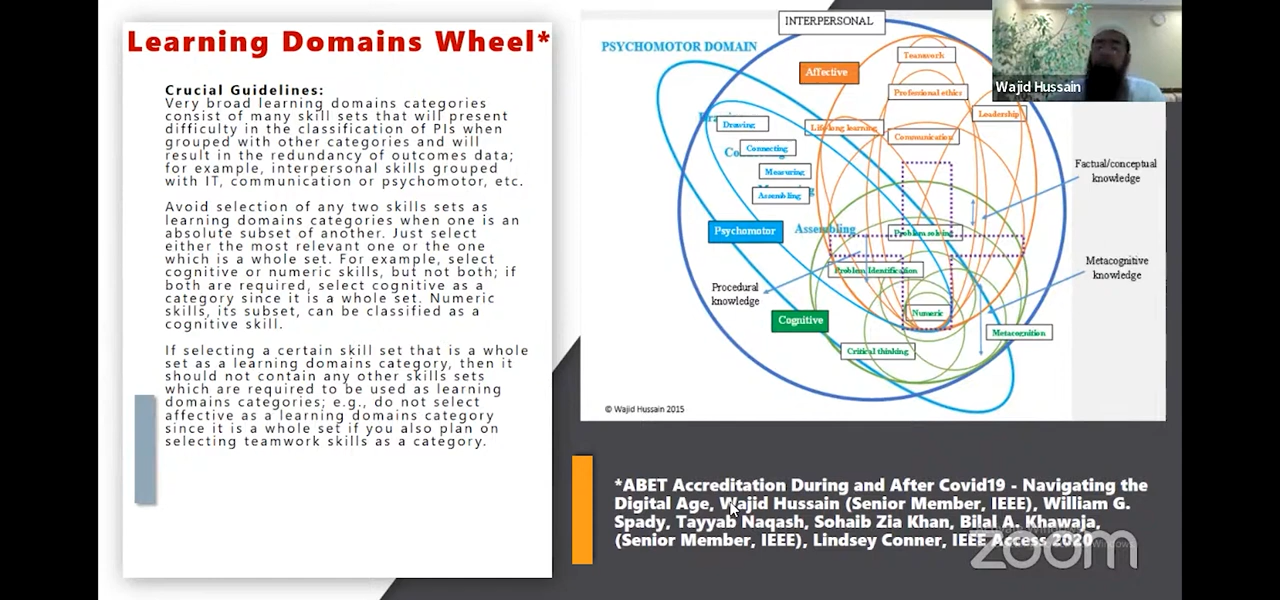 Learning Domains Wheel*
Crucial Guidelines:
Very broad learning domains categories
consist of many skill sets that will present
difficulty in the classification of PIs when
grouped with other categories and will
result in the redundancy of outcomes data;
for example, interpersonal skills grouped
with IT, communication or psychomotor, etc.
Avoid selection of any two skills sets as
learning domains categories when one is an
absolute subset of another. Just select
either the most relevant one or the one
which is a whole set. For example, select
cognitive or numeric skills, but not both; if
both are required, select cognitive as a
category since it is a whole set. Numeric
skills, its subset, can be classified as a
cognitive skill.
If selecting a certain skill set that is a whole
set as a learning domains category, then it
should not contain any other skills sets
which are required to be used as learning
domains categories; e.g., do not select
affective as a learning domains category
since it is a whole set if you also plan on
selecting teamwork skills as a category.
INTERPERSONAL
PSYCHOMOTOR DOMAIN
Teamwork
Affective
Wajid Hussain
Professional ethics
Leadership
Drawing
Lifelong learning
Communication
Connecting
Factual/conceptual
knowledge
Measuring
Assembling
Psychomotor
Assembling
Problem solving
Problem Identification
Metacognitive
knowledge
Procedural
knowledge
Numeric
Cognitive
Metacognition
Critical thinking
© Wajid Hussain 2015
*ABET Accreditation During and After Covid19 - Navigating the
Digital Age, Wajid Hussain (Senior Member, IEEE), William G.
Spady, Tayyab Naqash, Sohaib Zia Khan, Bilal A. Khawaja,
(Senior Member, IEEE), Lindsey Conner, IEEE Access 2020
zoom